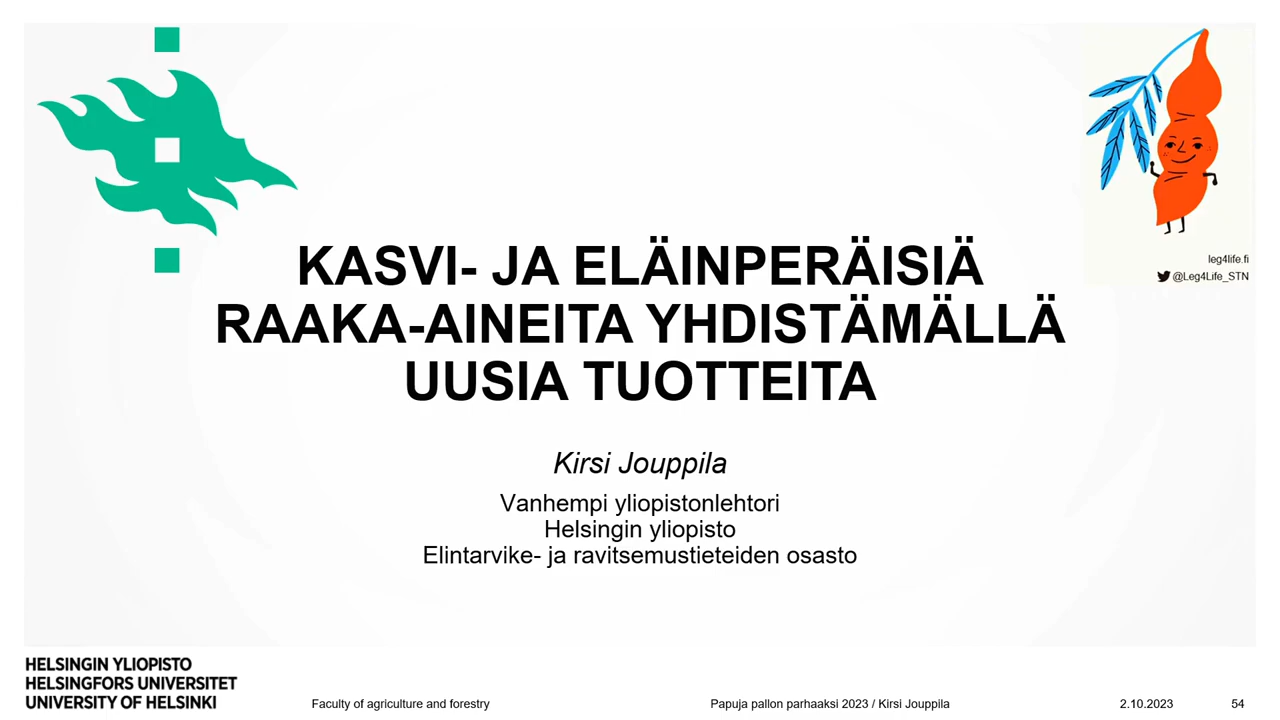 leg4life.fi
@Leg4Life_STN
KASVI- JA ELÄINPERÄISIÄ
RAAKA-AINEITA YHDISTÄMÄLLÄ
UUSIA TUOTTEITA
Kirsi Jouppila
Vanhempi yliopistonlehtori
Helsingin yliopisto
Elintarvike- ja ravitsemustieteiden osasto
HELSINGIN YLIOPISTO
HELSINGFORS UNIVERSITET
UNIVERSITY OF HELSINKI
Faculty of agriculture and forestry
Papuja pallon parhaaksi 2023 / Kirsi Jouppila
2.10.2023
54